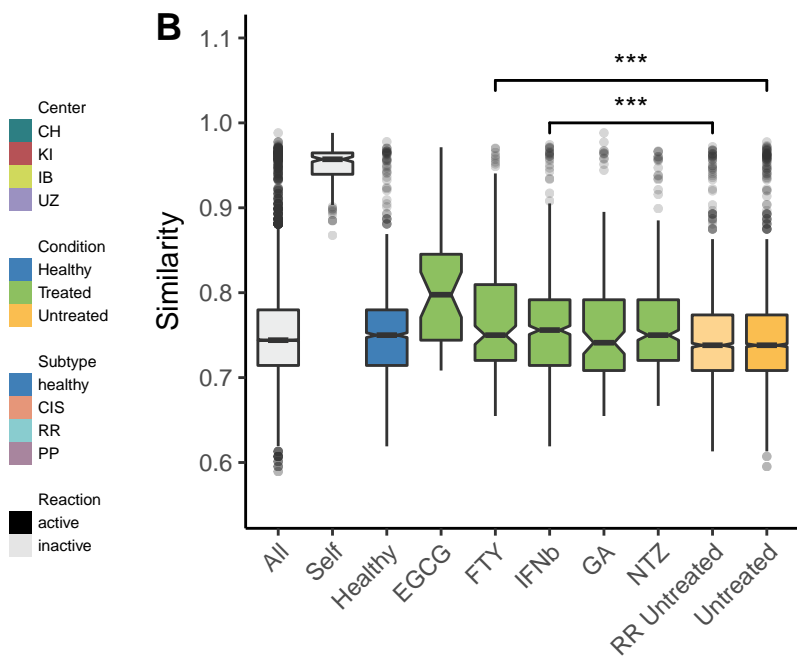 B
Center
CH
KI
IB
UZ
Condition
Healthy
Treated
Untreated
Subtype
healthy
CIS
RR
PP
Reaction
active
inactive
Similarity
1.1
1.0
0.9
0.8
0.7
0.6
***
***
All
Self
Healthy
EGCG
FTY
IFNb
GA
NTZ
RR Untreated
Untreated